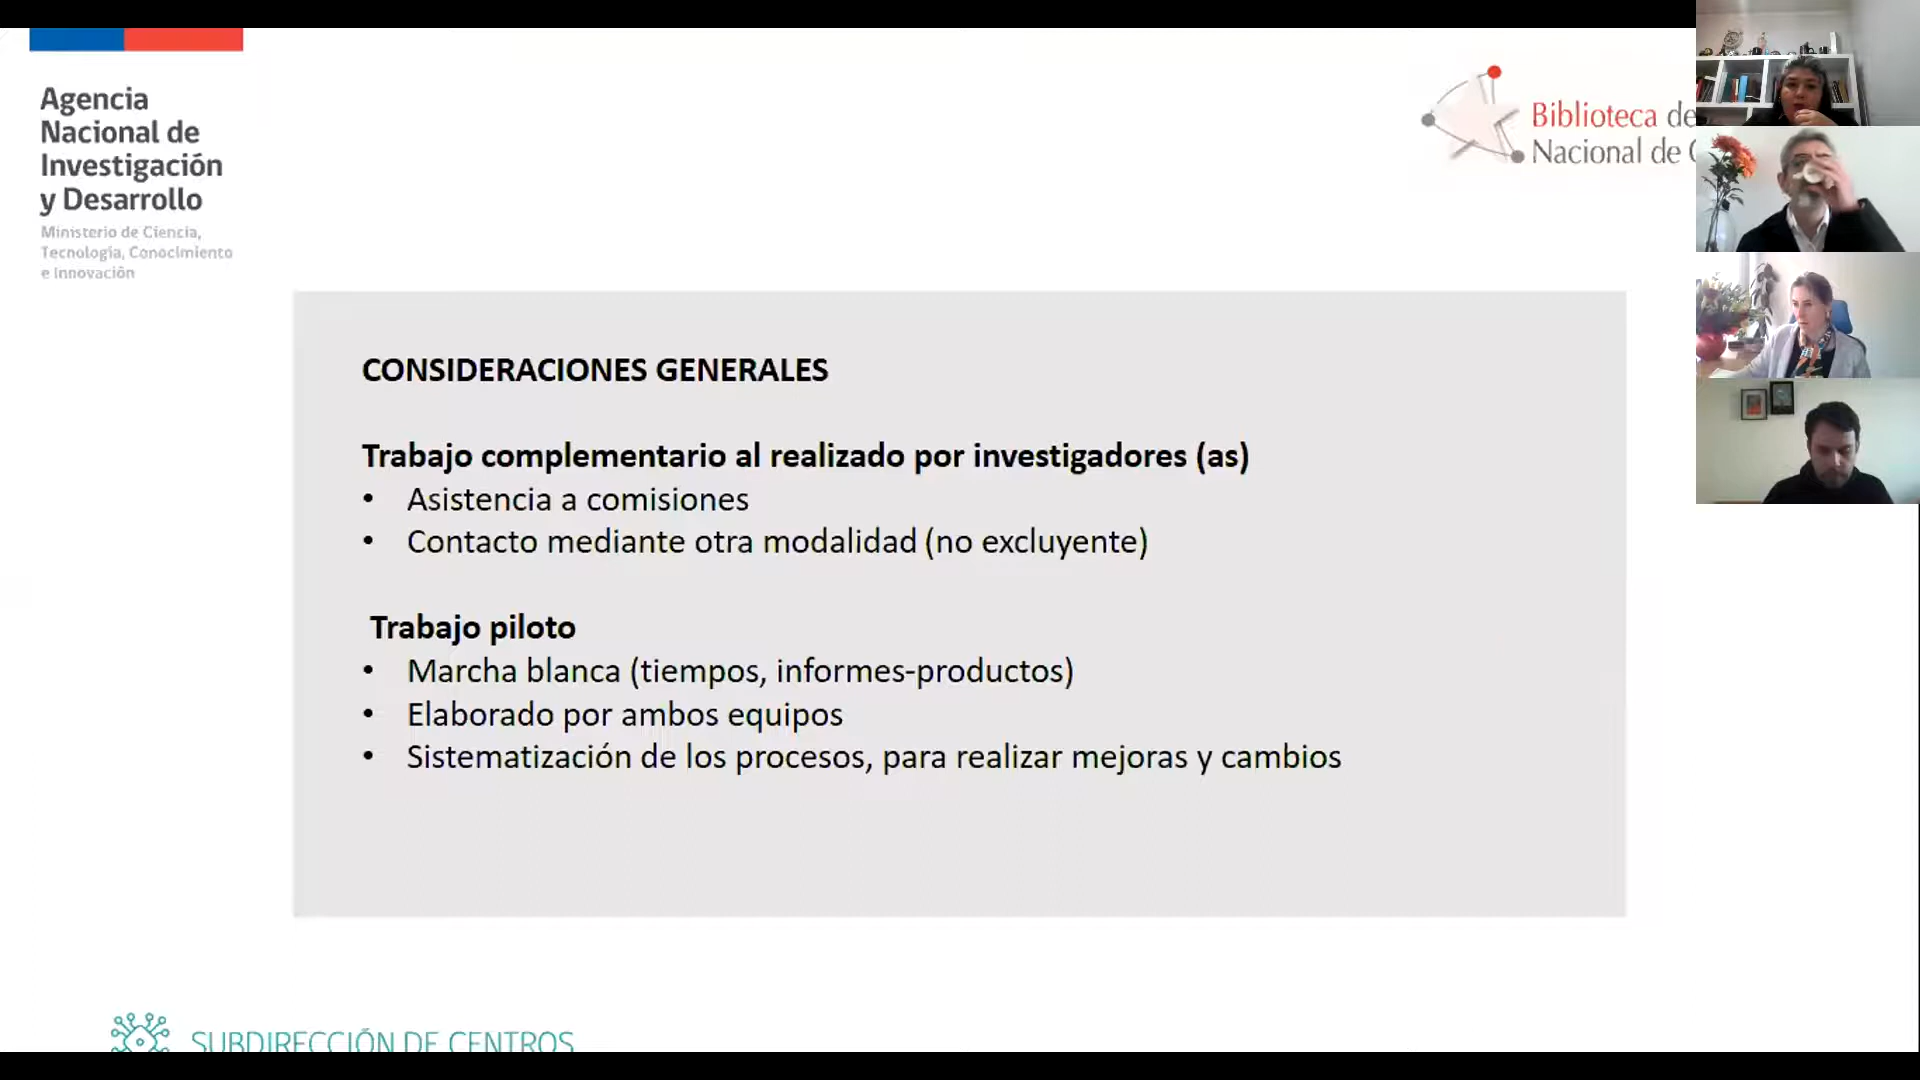 Agencia
Nacional de
Investigación
y Desarrollo
Ministerio de Ciencia,
Tecnología, Conocimiento
e Innovación
Biblioteca de
Nacional de
CONSIDERACIONES GENERALES
Trabajo complementario al realizado por investigadores (as)
• Asistencia a comisiones
• Contacto mediante otra modalidad (no excluyente)
Trabajo piloto
• Marcha blanca (tiempos, informes-productos)
• Elaborado por ambos equipos
• Sistematización de los procesos, para realizar mejoras y cambios
SUBDIRECCIÓN DE CENTROS